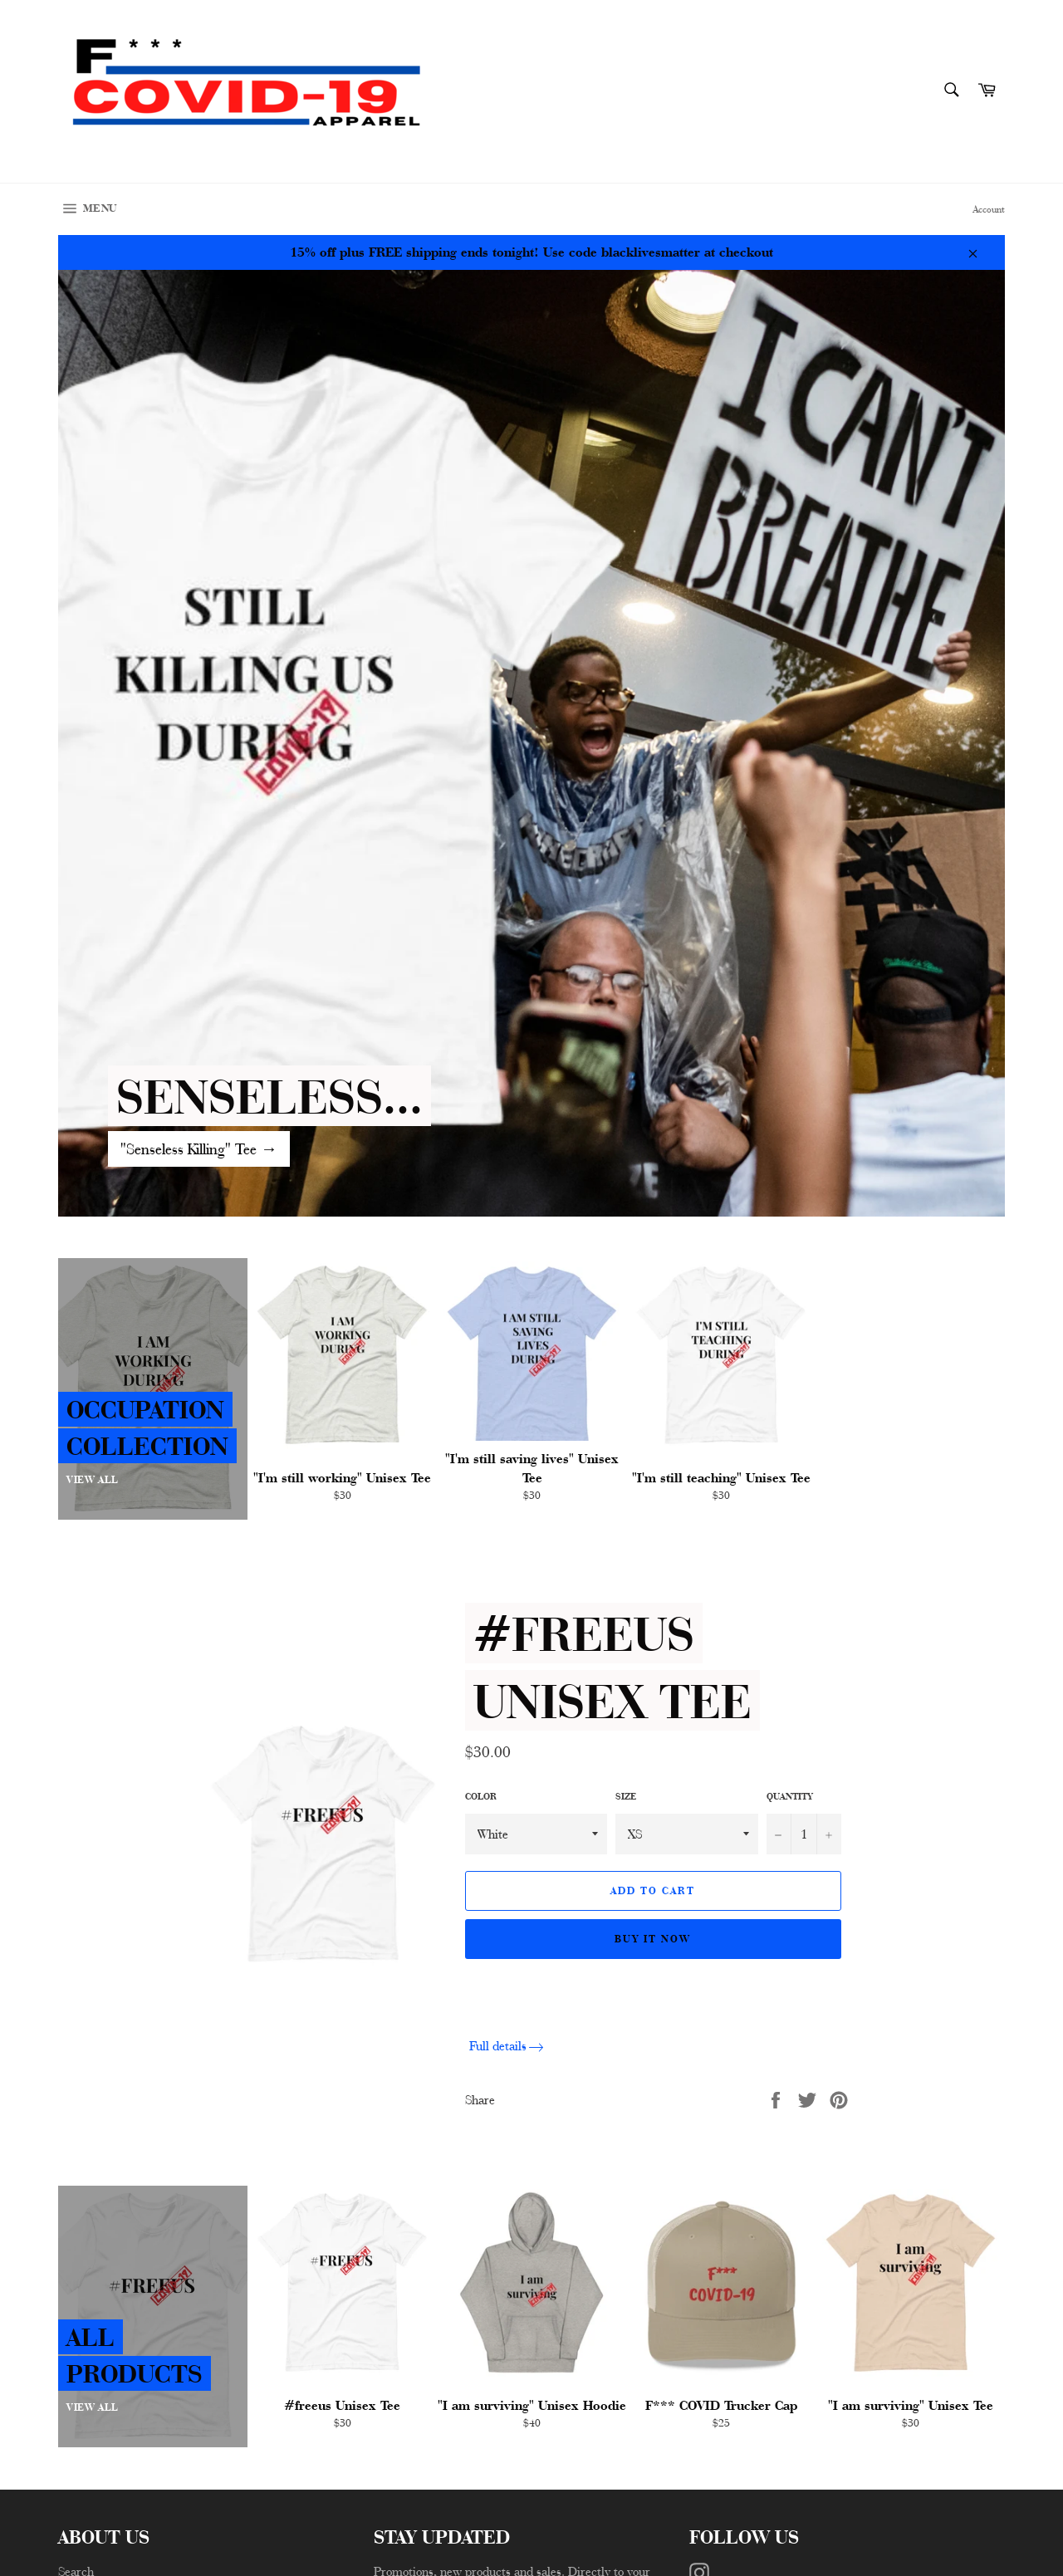 F***
COVID-19
APPAREL
MENU
Account
15% off plus FREE shipping ends tonight! Use code blacklivesmatter at checkout
I CAN'T
BREATHE
STILL
KILLING US
DURING
COVID-19
SENSELESS...
"Senseless Killing" Tee →
I AM
WORKING
DURING
OCCUPATION
COLLECTION
VIEW ALL
I AM
WORKING
DURING
COVID-19
"I'm still working" Unisex Tee
$30
I AM STILL
SAVING
LIVES
DURING
COVID-19
"I'm still saving lives" Unisex
Tee
$30
I'M STILL
TEACHING
DURING
COVID-19
"I'm still teaching" Unisex Tee
$30
#FREEUS
COVID-19
#FREEUS
UNISEX TEE
$30.00
COLOR SIZE QUANTITY
White XS − 1 +
ADD TO CART
BUY IT NOW
Full details →
Share
#FREEUS
COVID-19
ALL
PRODUCTS
VIEW ALL
#FREEUS
COVID-19
#freeus Unisex Tee
$30
I am
surviving
COVID-19
"I am surviving" Unisex Hoodie
$40
F***
COVID-19
F*** COVID Trucker Cap
$25
I am
surviving
COVID-19
"I am surviving" Unisex Tee
$30
ABOUT US
Search
STAY UPDATED
Promotions, new products and sales. Directly to your
FOLLOW US